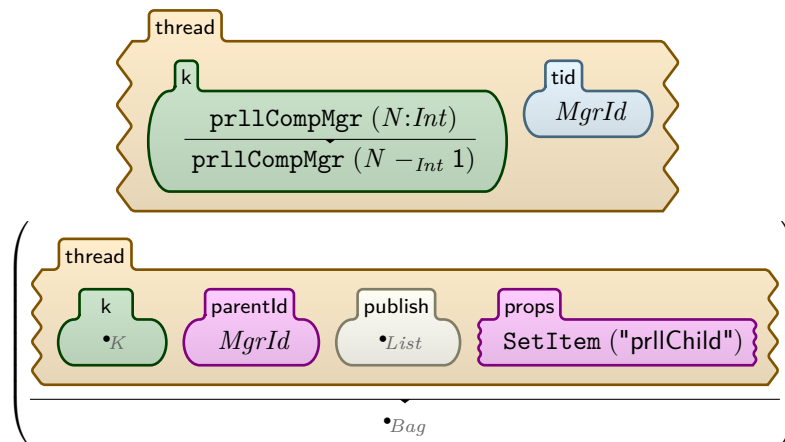 thread
k tid
prllCompMgr (N:Int) MgrId
prllCompMgr (N −Int 1)
thread
k parentId publish props
•K MgrId •List SetItem ("prllChild")
•Bag